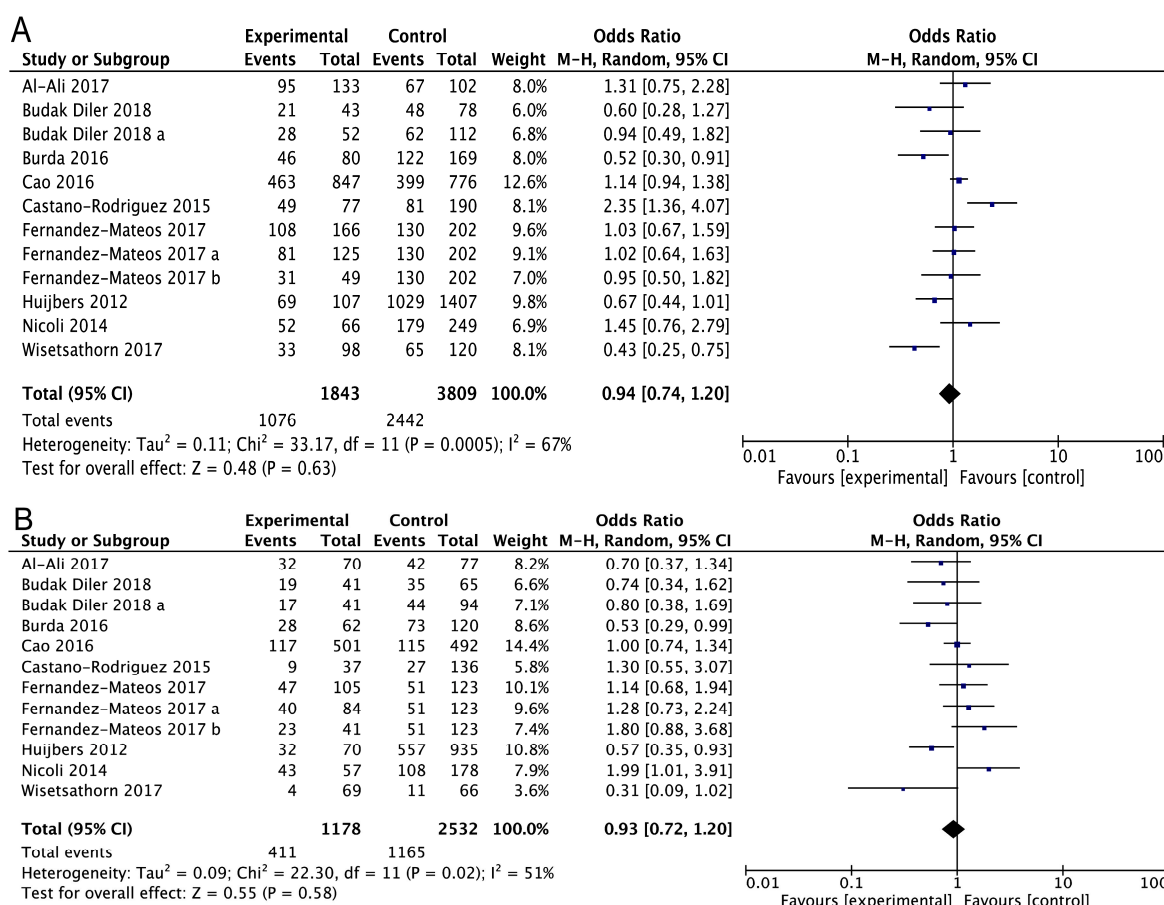 A
Experimental Control Odds Ratio Odds Ratio
Study or Subgroup Events Total Events Total Weight M-H, Random, 95% CI M-H, Random, 95% CI
Al-Ali 2017 95 133 67 102 8.0% 1.31 [0.75, 2.28]
Budak Diler 2018 21 43 48 78 6.0% 0.60 [0.28, 1.27]
Budak Diler 2018 a 28 52 62 112 6.8% 0.94 [0.49, 1.82]
Burda 2016 46 80 122 169 8.0% 0.52 [0.30, 0.91]
Cao 2016 463 847 399 776 12.6% 1.14 [0.94, 1.38]
Castano-Rodriguez 2015 49 77 81 190 8.1% 2.35 [1.36, 4.07]
Fernandez-Mateos 2017 108 166 130 202 9.6% 1.03 [0.67, 1.59]
Fernandez-Mateos 2017 a 81 125 130 202 9.1% 1.02 [0.64, 1.63]
Fernandez-Mateos 2017 b 31 49 130 202 7.0% 0.95 [0.50, 1.82]
Huijbers 2012 69 107 1029 1407 9.8% 0.67 [0.44, 1.01]
Nicoli 2014 52 66 179 249 6.9% 1.45 [0.76, 2.79]
Wisetsathorn 2017 33 98 65 120 8.1% 0.43 [0.25, 0.75]
Total (95% CI) 1843 3809 100.0% 0.94 [0.74, 1.20]
Total events 1076 2442
Heterogeneity: Tau² = 0.11; Chi² = 33.17, df = 11 (P = 0.0005); I² = 67%
Test for overall effect: Z = 0.48 (P = 0.63)
0.01 0.1 1 10 100
Favours [experimental] Favours [control]
B
Experimental Control Odds Ratio Odds Ratio
Study or Subgroup Events Total Events Total Weight M-H, Random, 95% CI M-H, Random, 95% CI
Al-Ali 2017 32 70 42 77 8.2% 0.70 [0.37, 1.34]
Budak Diler 2018 19 41 35 65 6.6% 0.74 [0.34, 1.62]
Budak Diler 2018 a 17 41 44 94 7.1% 0.80 [0.38, 1.69]
Burda 2016 28 62 73 120 8.6% 0.53 [0.29, 0.99]
Cao 2016 117 501 115 492 14.4% 1.00 [0.74, 1.34]
Castano-Rodriguez 2015 9 37 27 136 5.8% 1.30 [0.55, 3.07]
Fernandez-Mateos 2017 47 105 51 123 10.1% 1.14 [0.68, 1.94]
Fernandez-Mateos 2017 a 40 84 51 123 9.6% 1.28 [0.73, 2.24]
Fernandez-Mateos 2017 b 23 41 51 123 7.4% 1.80 [0.88, 3.68]
Huijbers 2012 32 70 557 935 10.8% 0.57 [0.35, 0.93]
Nicoli 2014 43 57 108 178 7.9% 1.99 [1.01, 3.91]
Wisetsathorn 2017 4 69 11 66 3.6% 0.31 [0.09, 1.02]
Total (95% CI) 1178 2532 100.0% 0.93 [0.72, 1.20]
Total events 411 1165
Heterogeneity: Tau² = 0.09; Chi² = 22.30, df = 11 (P = 0.02); I² = 51%
Test for overall effect: Z = 0.55 (P = 0.58)
0.01 0.1 1 10 100
Favours [experimental] Favours [control]